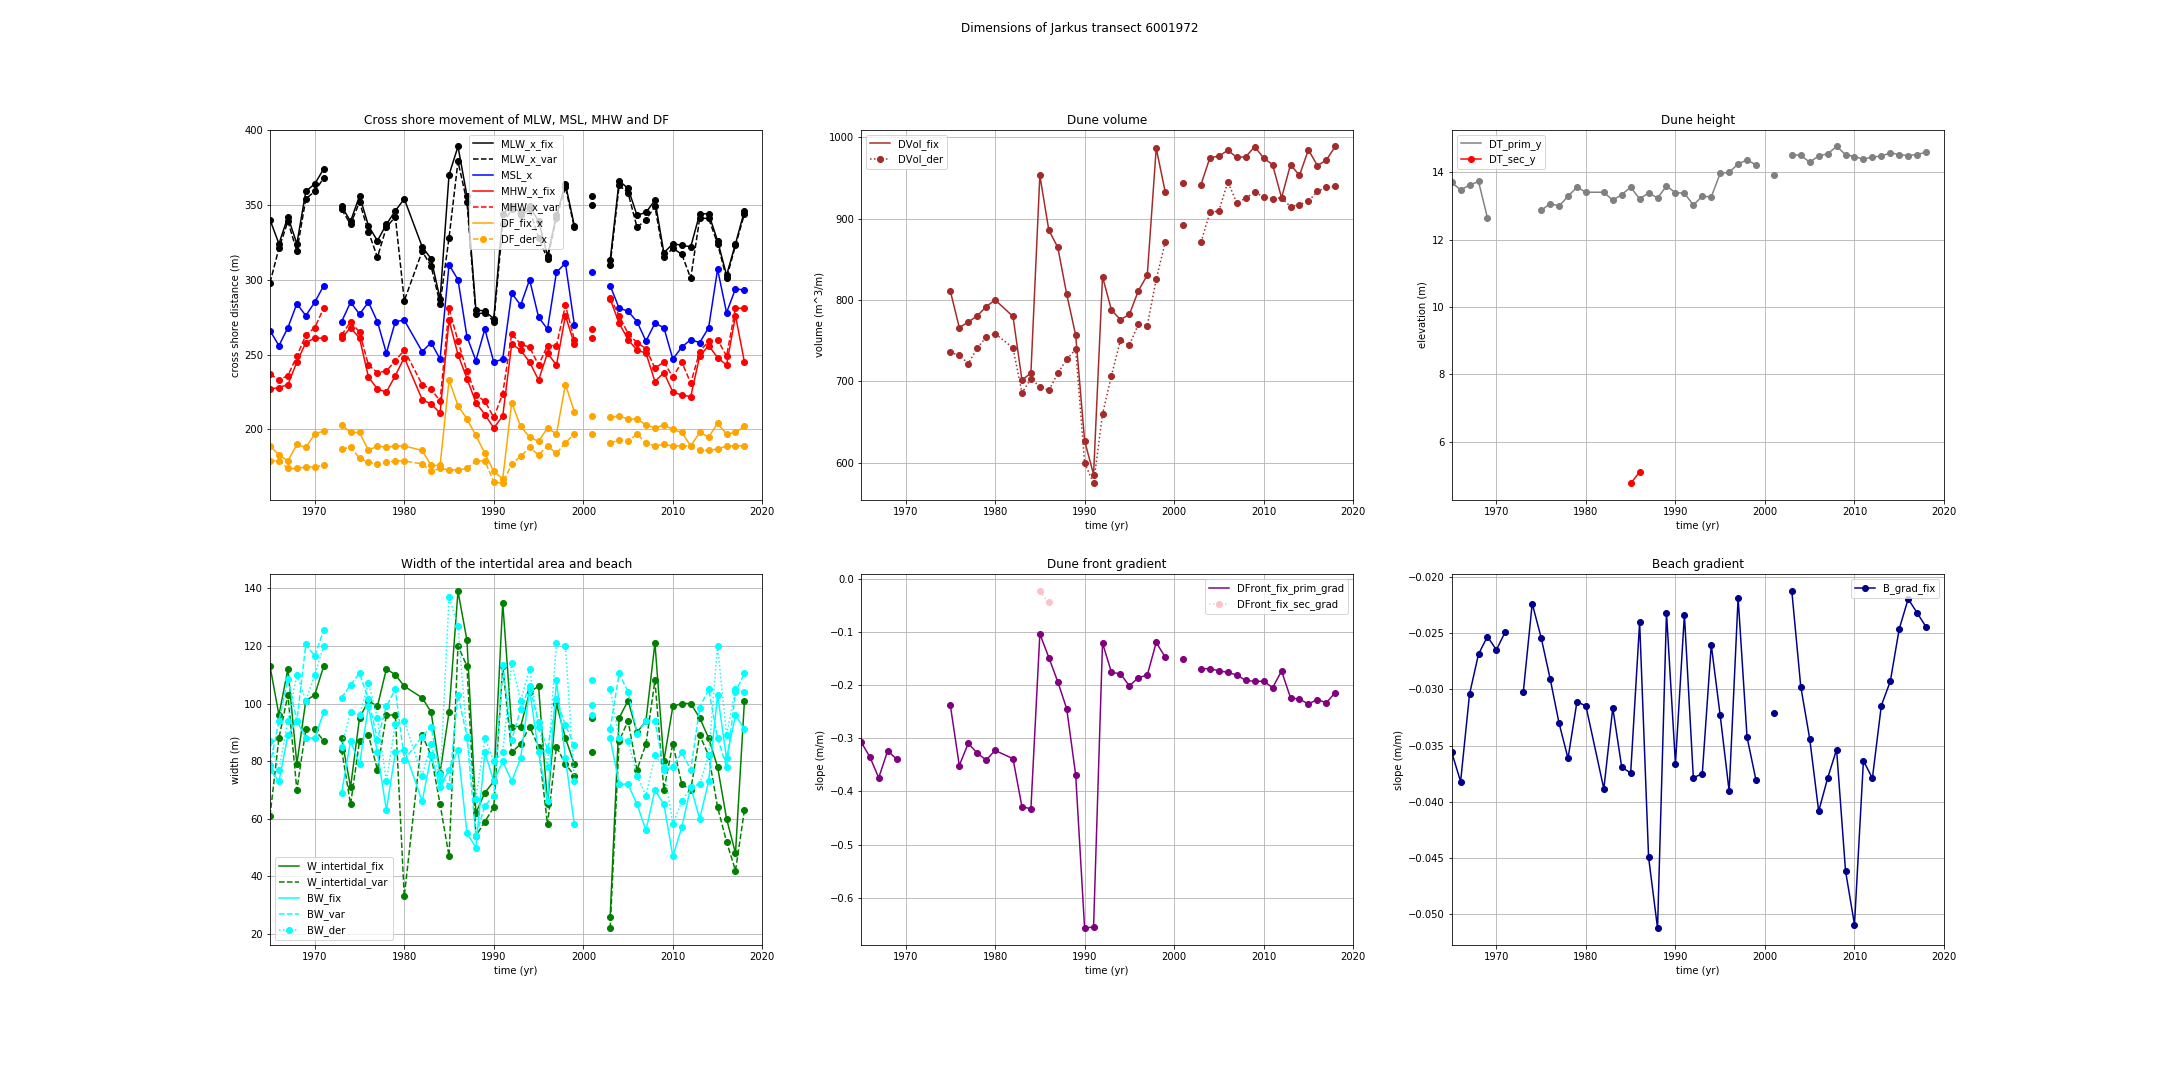 Dimensions of Jarkus transect 6001972
Cross shore movement of MLW, MSL, MHW and DF
400
350
300
250
200
cross shore distance (m)
MLW_x_fix
MLW_x_var
MSL_x
MHW_x_fix
MHW_x_var
DF_fix_x
DF_der_x
1970 1980 1990 2000 2010 2020
time (yr)
Dune volume
1000
900
800
700
600
volume (m^3/m)
DVol_fix
DVol_der
1970 1980 1990 2000 2010 2020
time (yr)
Dune height
14
12
10
8
6
elevation (m)
DT_prim_y
DT_sec_y
1970 1980 1990 2000 2010 2020
time (yr)
Width of the intertidal area and beach
140
120
100
80
60
40
20
width (m)
W_intertidal_fix
W_intertidal_var
BW_fix
BW_var
BW_der
1970 1980 1990 2000 2010 2020
time (yr)
Dune front gradient
0.0
−0.1
−0.2
−0.3
−0.4
−0.5
−0.6
slope (m/m)
DFront_fix_prim_grad
DFront_fix_sec_grad
1970 1980 1990 2000 2010 2020
time (yr)
Beach gradient
−0.020
−0.025
−0.030
−0.035
−0.040
−0.045
−0.050
slope (m/m)
B_grad_fix
1970 1980 1990 2000 2010 2020
time (yr)